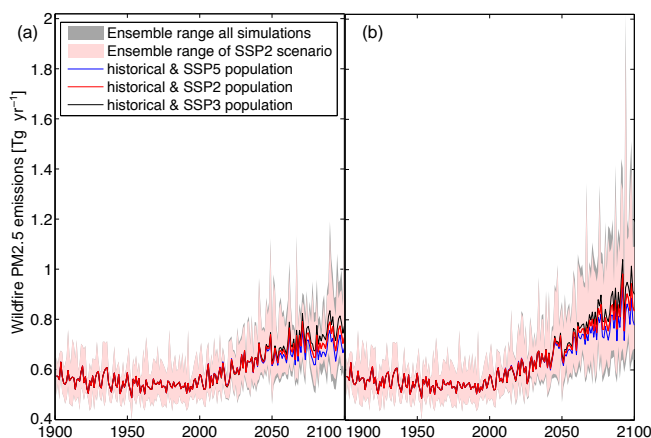 (a)
(b)
Ensemble range all simulations
Ensemble range of SSP2 scenario
historical & SSP5 population
historical & SSP2 population
historical & SSP3 population
Wildfire PM2.5 emissions [Tg yr⁻¹]
2
1.8
1.6
1.4
1.2
1
0.8
0.6
0.4
1900 1950 2000 2050 2100 1900 1950 2000 2050 2100